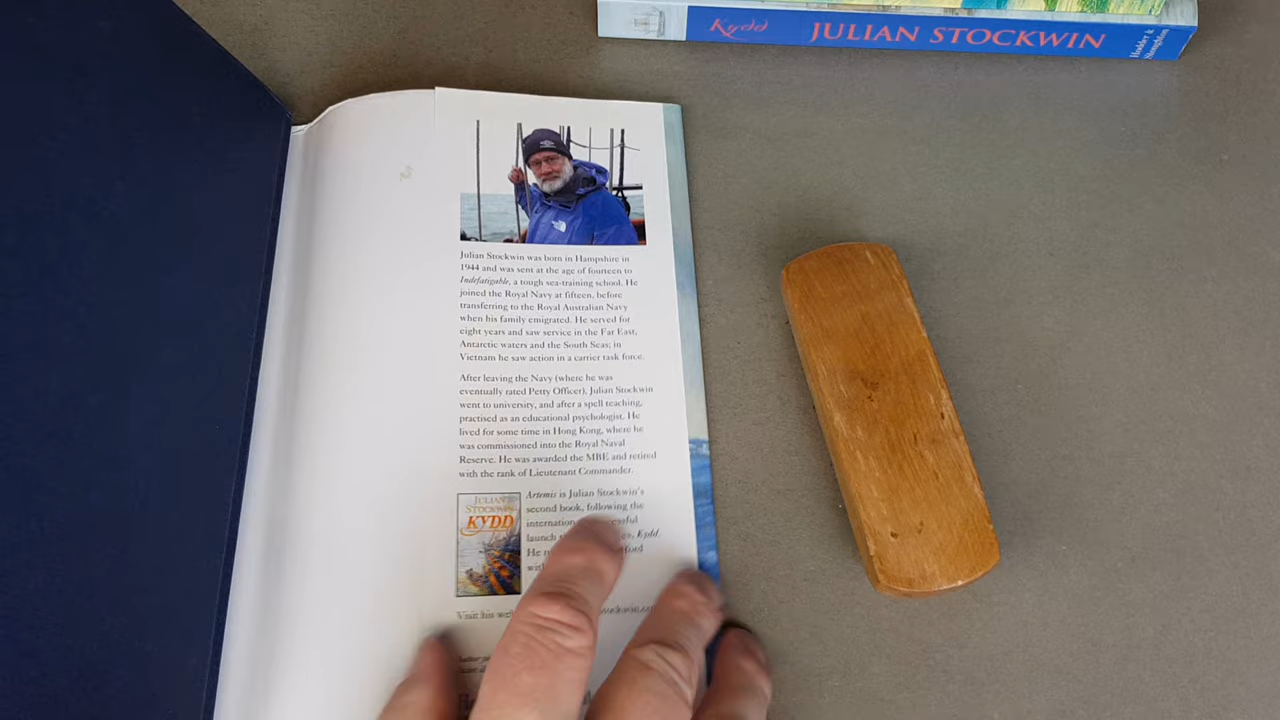 Kydd JULIAN STOCKWIN Hodder & Stoughton
Julian Stockwin was born in Hampshire in
1944 and was sent at the age of fourteen to
Indefatigable, a tough sea-training school. He
joined the Royal Navy at fifteen, before
transferring to the Royal Australian Navy
when his family emigrated. He served for
eight years and saw service in the Far East,
Antarctic waters and the South Seas; in
Vietnam he saw action in a carrier task force.
After leaving the Navy (where he was
eventually rated Petty Officer), Julian Stockwin
went to university, and after a spell teaching,
practised as an educational psychologist. He
lived for some time in Hong Kong, where he
was commissioned into the Royal Naval
Reserve. He was awarded the MBE and retired
with the rank of Lieutenant Commander.
JULIAN
STOCKWIN
KYDD
Artemis is Julian Stockwin's
second book, following the
launch Kydd.
He
Visit his